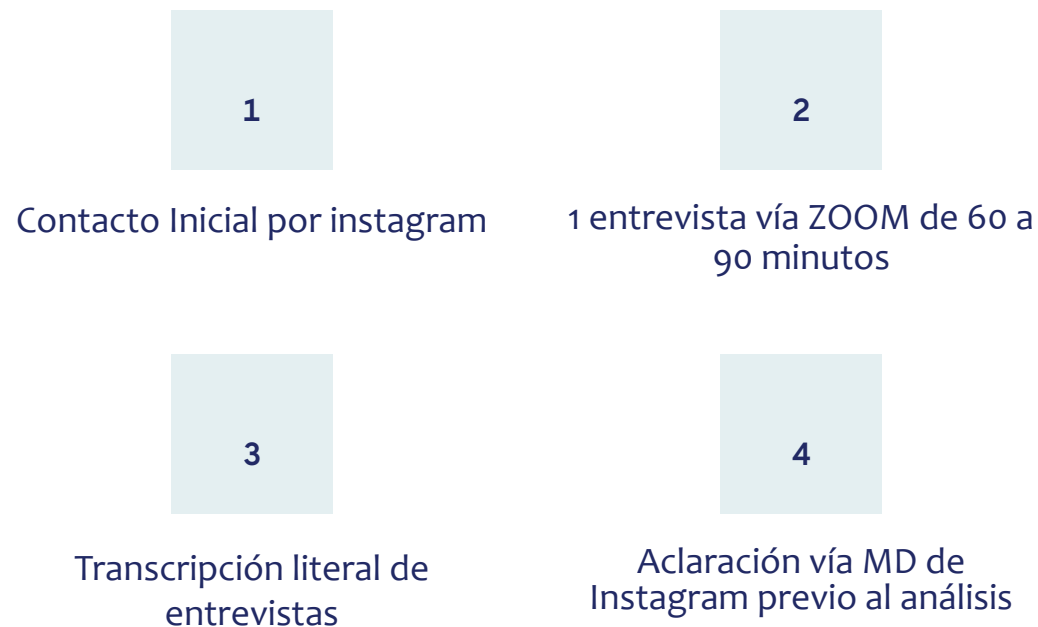 1
Contacto Inicial por instagram
2
1 entrevista vía ZOOM de 60 a
90 minutos
3
Transcripción literal de
entrevistas
4
Aclaración vía MD de
Instagram previo al análisis